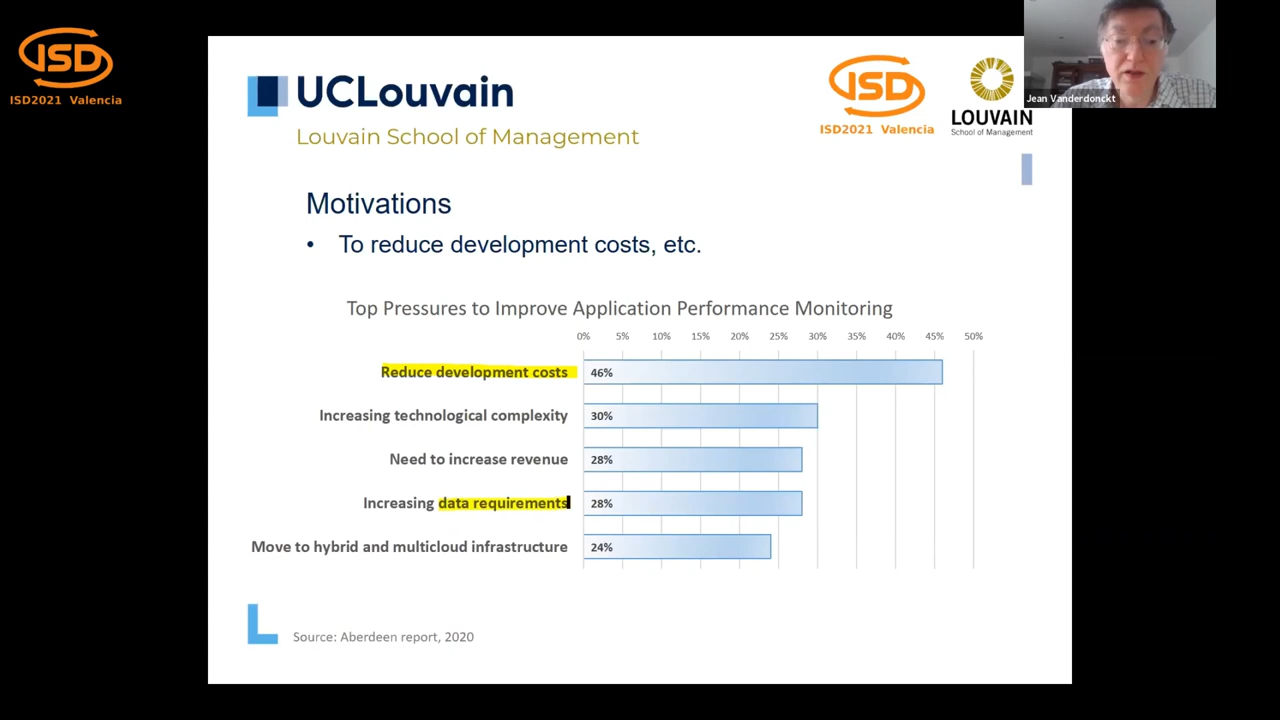 ISD
ISD2021 Valencia
UCLouvain
Louvain School of Management
ISD
ISD2021 Valencia
LOUVAIN
School of Management
Jean Vanderdonckt
Motivations
• To reduce development costs, etc.
Top Pressures to Improve Application Performance Monitoring
0% 5% 10% 15% 20% 25% 30% 35% 40% 45% 50%
Reduce development costs 46%
Increasing technological complexity 30%
Need to increase revenue 28%
Increasing data requirements 28%
Move to hybrid and multicloud infrastructure 24%
Source: Aberdeen report, 2020